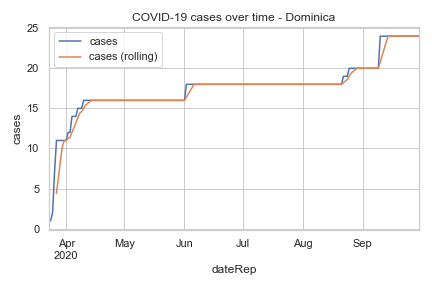 COVID-19 cases over time - Dominica
cases
cases (rolling)
25
20
15
10
5
0
cases
Apr
2020
May
Jun
Jul
Aug
Sep
dateRep